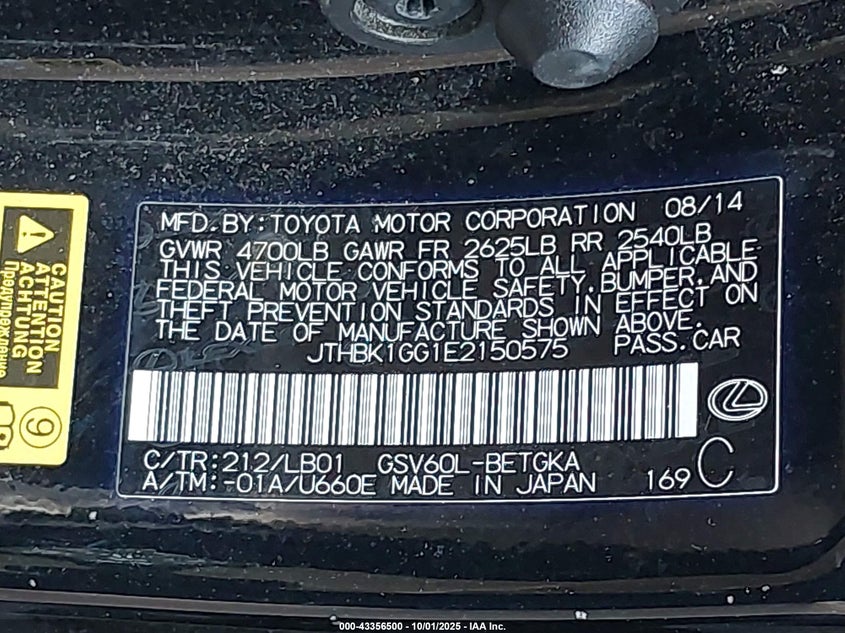 MFD.BY:TOYOTA MOTOR CORPORATION 08/14
GVWR 4700LB GAWR FR 2625LB RR 2540LB
THIS VEHICLE CONFORMS TO ALL APPLICABLE
FEDERAL MOTOR VEHICLE SAFETY,BUMPER,AND
THEFT PREVENTION STANDARDS IN EFFECT ON
THE DATE OF MANUFACTURE SHOWN ABOVE.
JTHBK1GG1E2150575 PASS.CAR
C/TR:212/LB01 GSV60L-BETGKA
A/TM:-01A/U660E MADE IN JAPAN 169 C
CAUTION
ATTENTION
ACHTUNG
Предупреждение
9
000-43356500 - 10/01/2025 - IAA Inc.